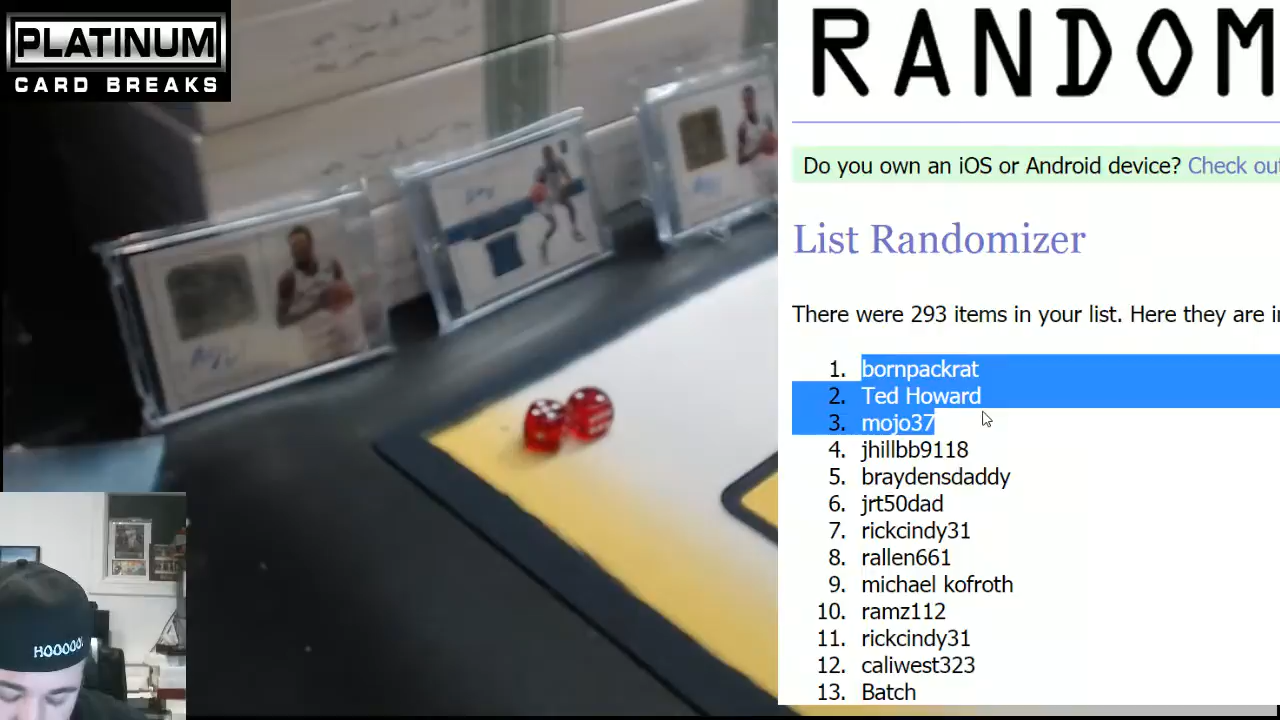 PLATINUM
CARD BREAKS
RANDOM
Do you own an iOS or Android device? Check out
List Randomizer
There were 293 items in your list. Here they are in
1. bornpackrat
2. Ted Howard
3. mojo37
4. jhillbb9118
5. braydensdaddy
6. jrt50dad
7. rickcindy31
8. rallen661
9. michael kofroth
10. ramz112
11. rickcindy31
12. caliwest323
13. Batch